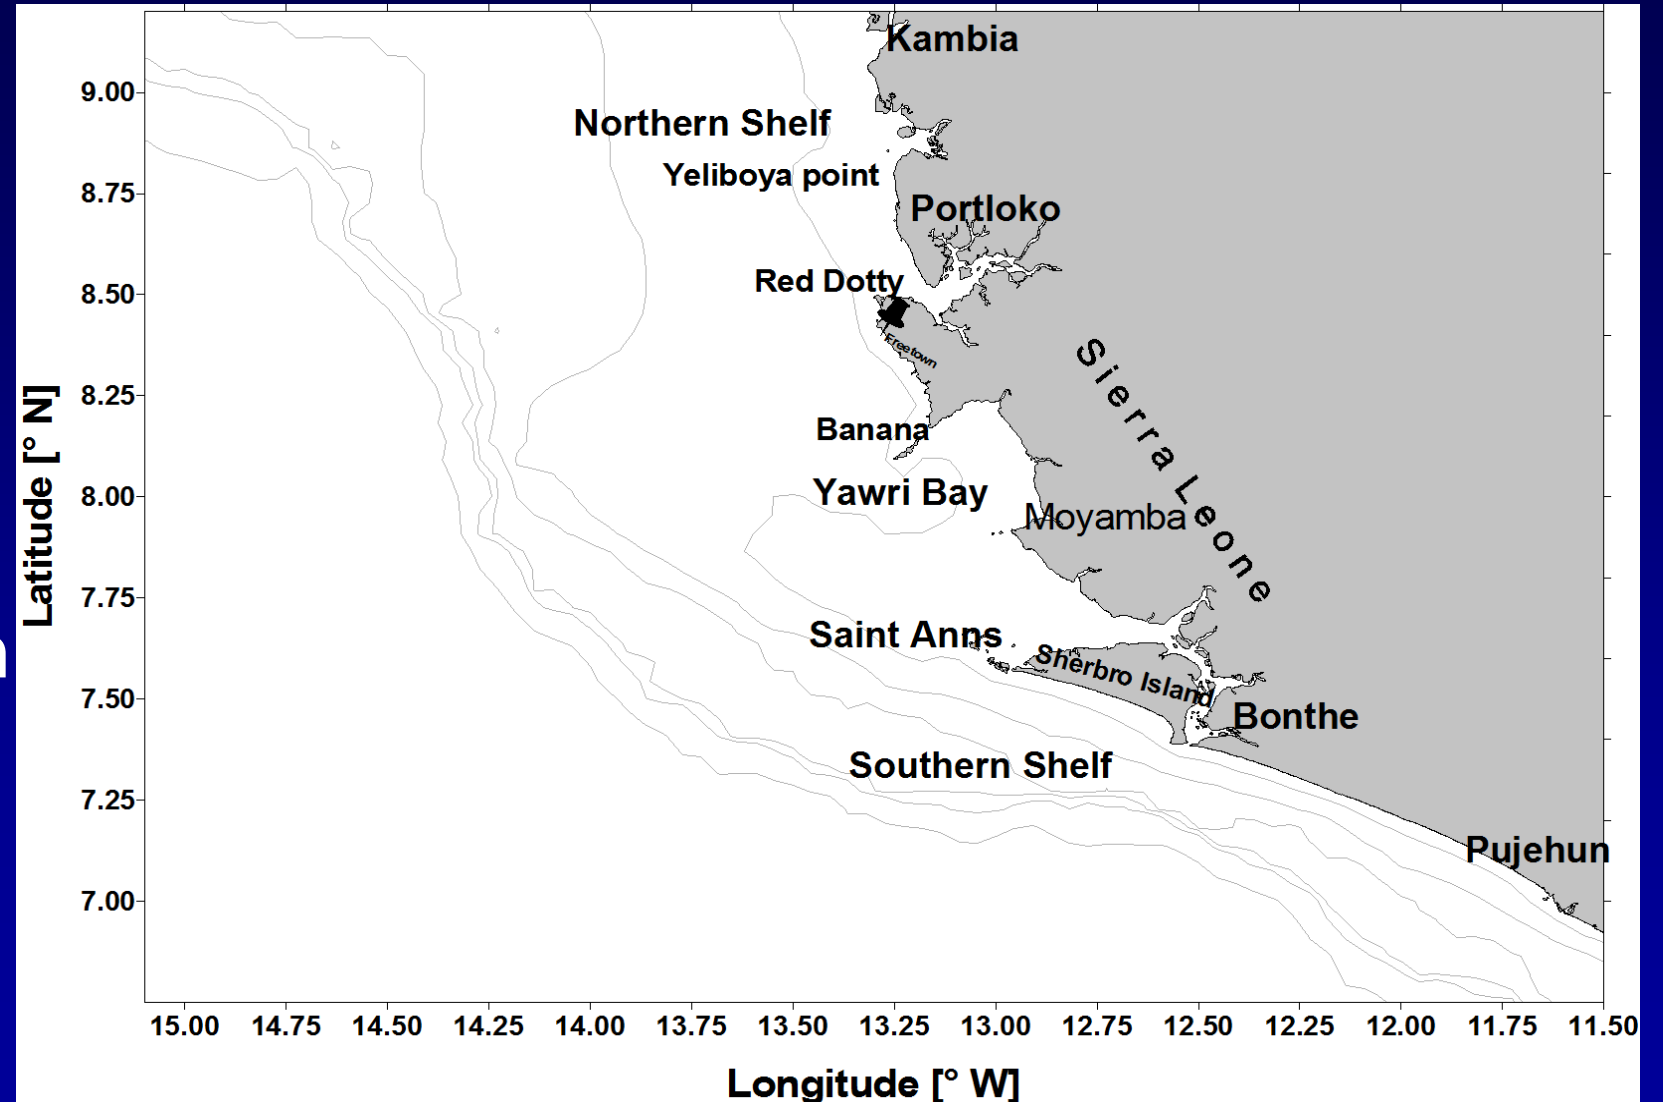 Kambia
9.00
Northern Shelf
Yeliboya point
8.75
Portloko
Red Dotty
8.50
Freetown
Sierra Leone
8.25
Banana
Latitude [° N]
8.00
Yawri Bay
Moyamba
7.75
Saint Anns
Sherbro Island
7.50
Bonthe
Southern Shelf
7.25
Pujehun
7.00
15.00 14.75 14.50 14.25 14.00 13.75 13.50 13.25 13.00 12.75 12.50 12.25 12.00 11.75 11.50
Longitude [° W]